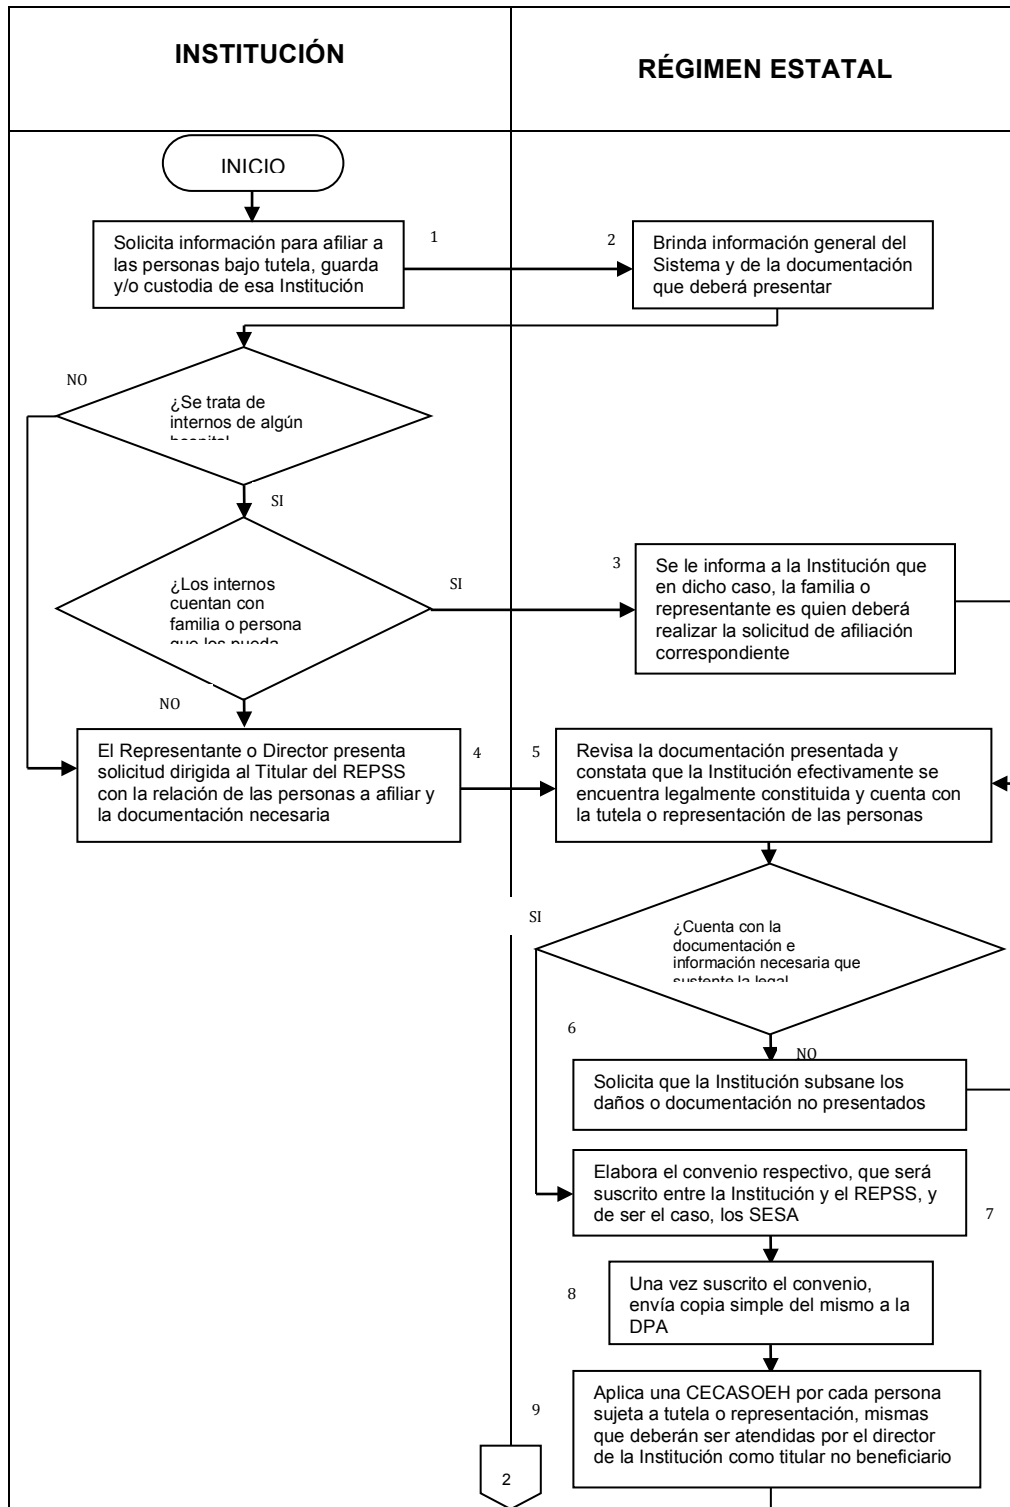 INSTITUCIÓN
RÉGIMEN ESTATAL
INICIO
Solicita información para afiliar a
las personas bajo tutela, guarda
y/o custodia de esa Institución
1
2
Brinda información general del
Sistema y de la documentación
que deberá presentar
NO
¿Se trata de
internos de algún
hospital
SI
¿Los internos
cuentan con
familia o persona
que los pueda
SI
3
Se le informa a la Institución que
en dicho caso, la familia o
representante es quien deberá
realizar la solicitud de afiliación
correspondiente
NO
El Representante o Director presenta
solicitud dirigida al Titular del REPSS
con la relación de las personas a afiliar y
la documentación necesaria
4
5
Revisa la documentación presentada y
constata que la Institución efectivamente se
encuentra legalmente constituida y cuenta con
la tutela o representación de las personas
SI
¿Cuenta con la
documentación e
información necesaria que
sustente la legal
6
NO
Solicita que la Institución subsane los
daños o documentación no presentados
Elabora el convenio respectivo, que será
suscrito entre la Institución y el REPSS, y
de ser el caso, los SESA
7
8
Una vez suscrito el convenio,
envía copia simple del mismo a la
DPA
9
Aplica una CECASOEH por cada persona
sujeta a tutela o representación, mismas
que deberán ser atendidas por el director
de la Institución como titular no beneficiario
2